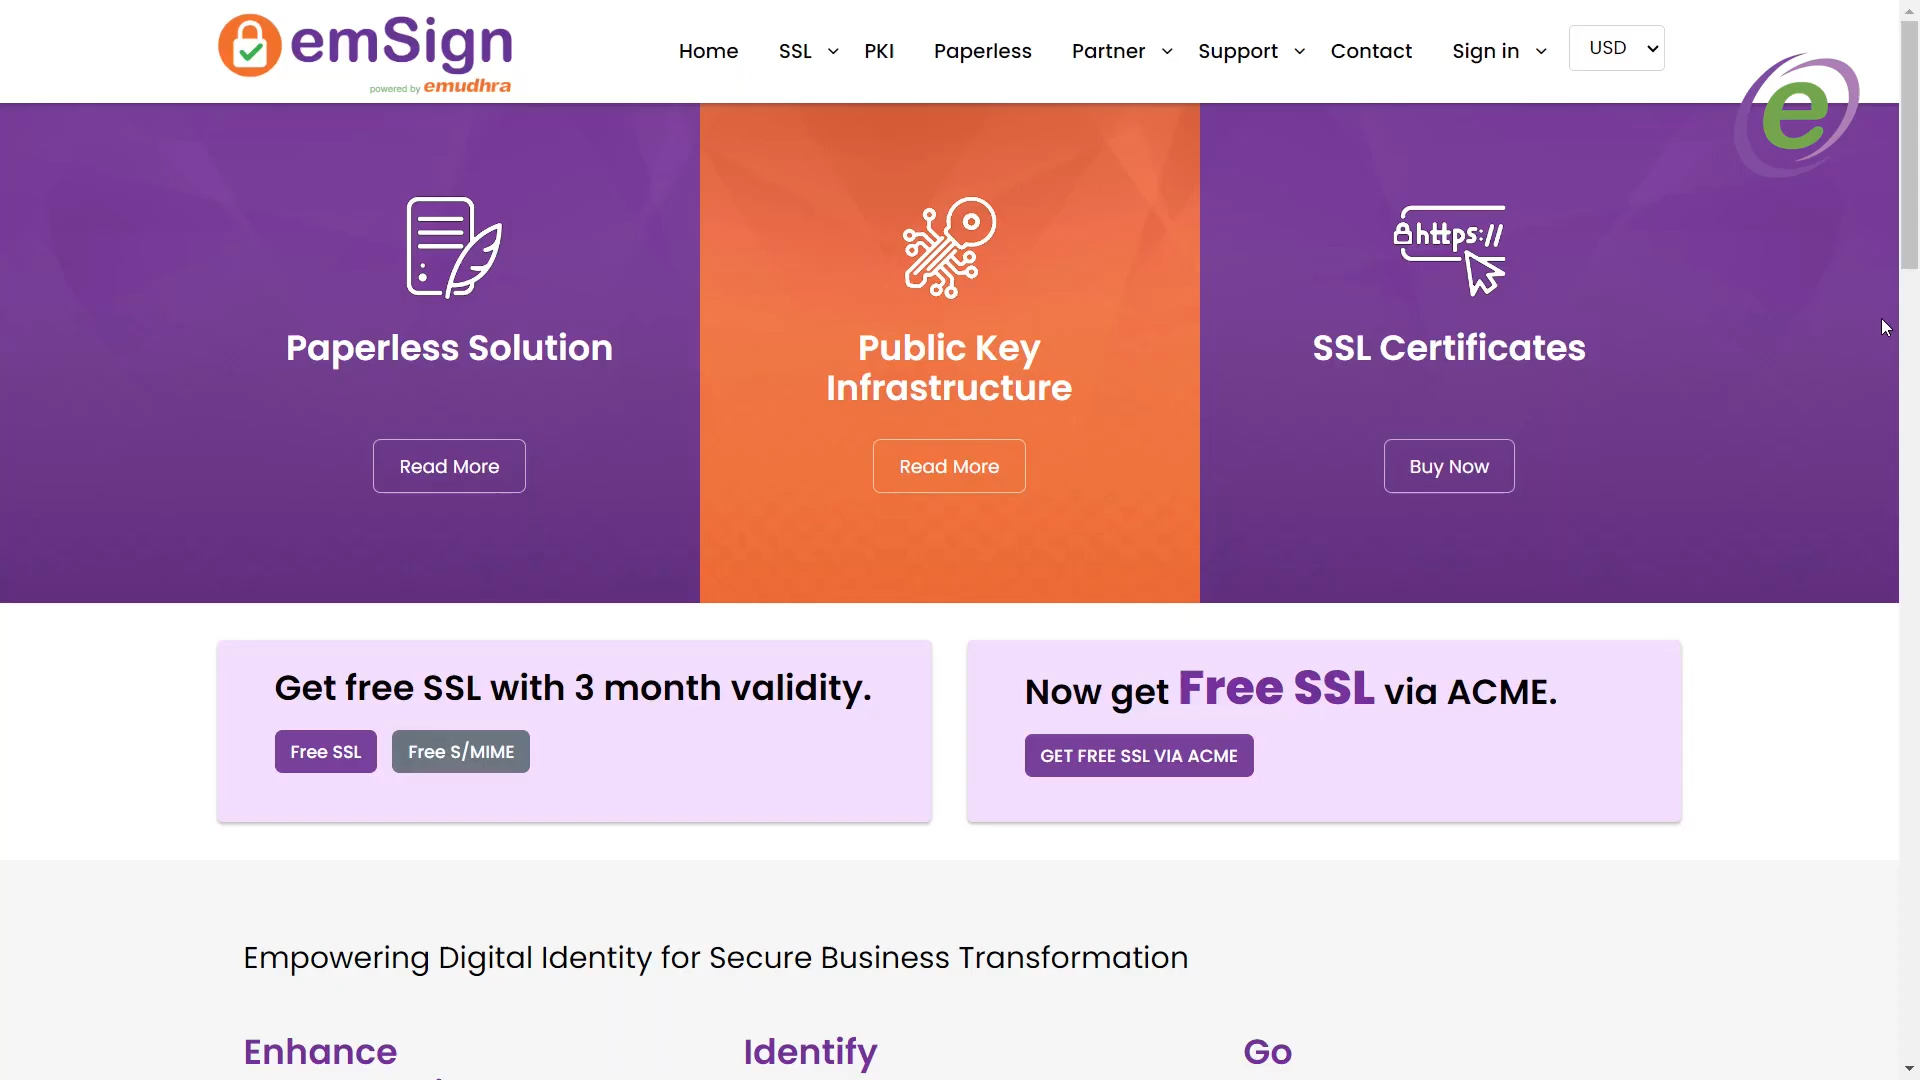 emSign
powered by emudhra
Home SSL PKI Paperless Partner Support Contact Sign in USD
e
https://
Paperless Solution
Public Key
Infrastructure
SSL Certificates
Read More
Read More
Buy Now
Get free SSL with 3 month validity.
Free SSL Free S/MIME
Now get Free SSL via ACME.
GET FREE SSL VIA ACME
Empowering Digital Identity for Secure Business Transformation
Enhance
Identify
Go